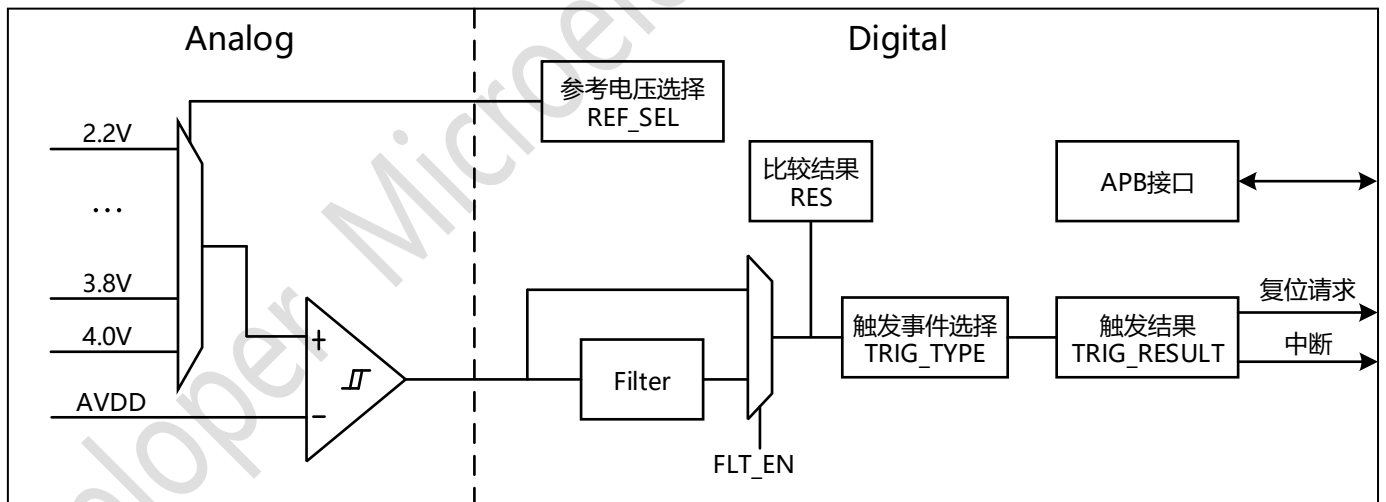 Analog
Digital
参考电压选择
REF_SEL
2.2V
...
3.8V
4.0V
AVDD
+
-
比较结果
RES
APB接口
Filter
FLT_EN
触发事件选择
TRIG_TYPE
触发结果
TRIG_RESULT
复位请求
中断